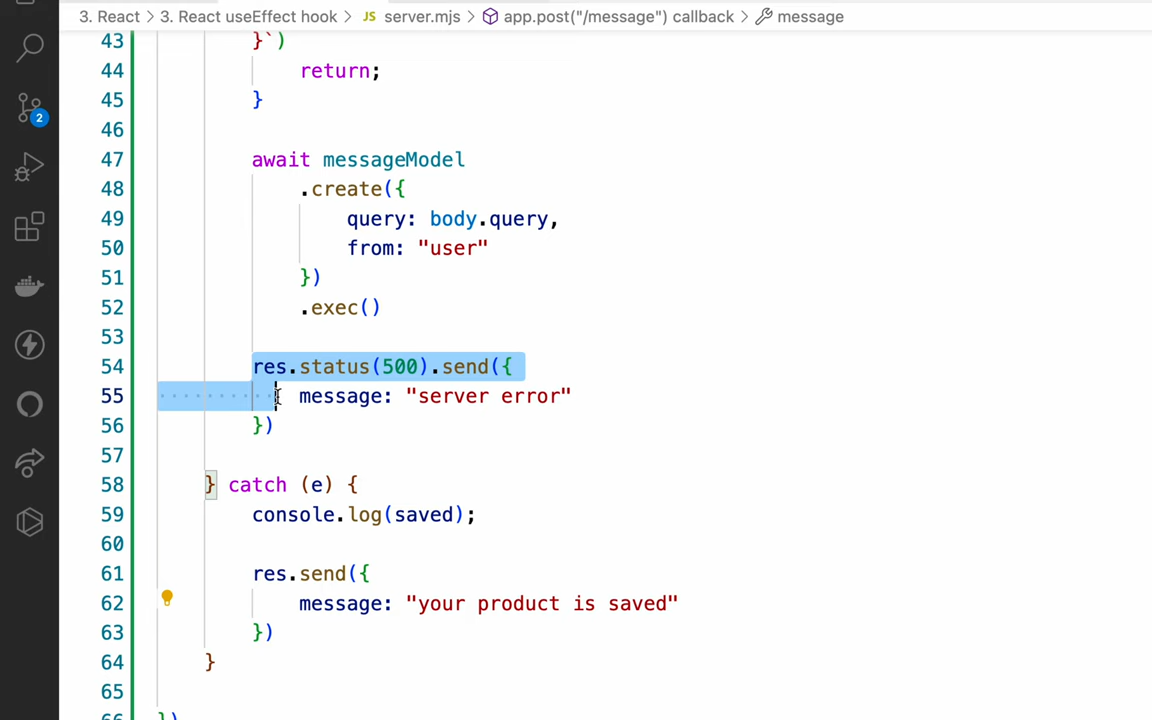 3. React > 3. React useEffect hook > JS server.mjs > app.post("/message") callback > message
43 }`)
44 return;
45 }
46
47 await messageModel
48 .create({
49 query: body.query,
50 from: "user"
51 })
52 .exec()
53
54 res.status(500).send({
55 message: "server error"
56 })
57
58 } catch (e) {
59 console.log(saved);
60
61 res.send({
62 message: "your product is saved"
63 })
64 }
65
66 })
2